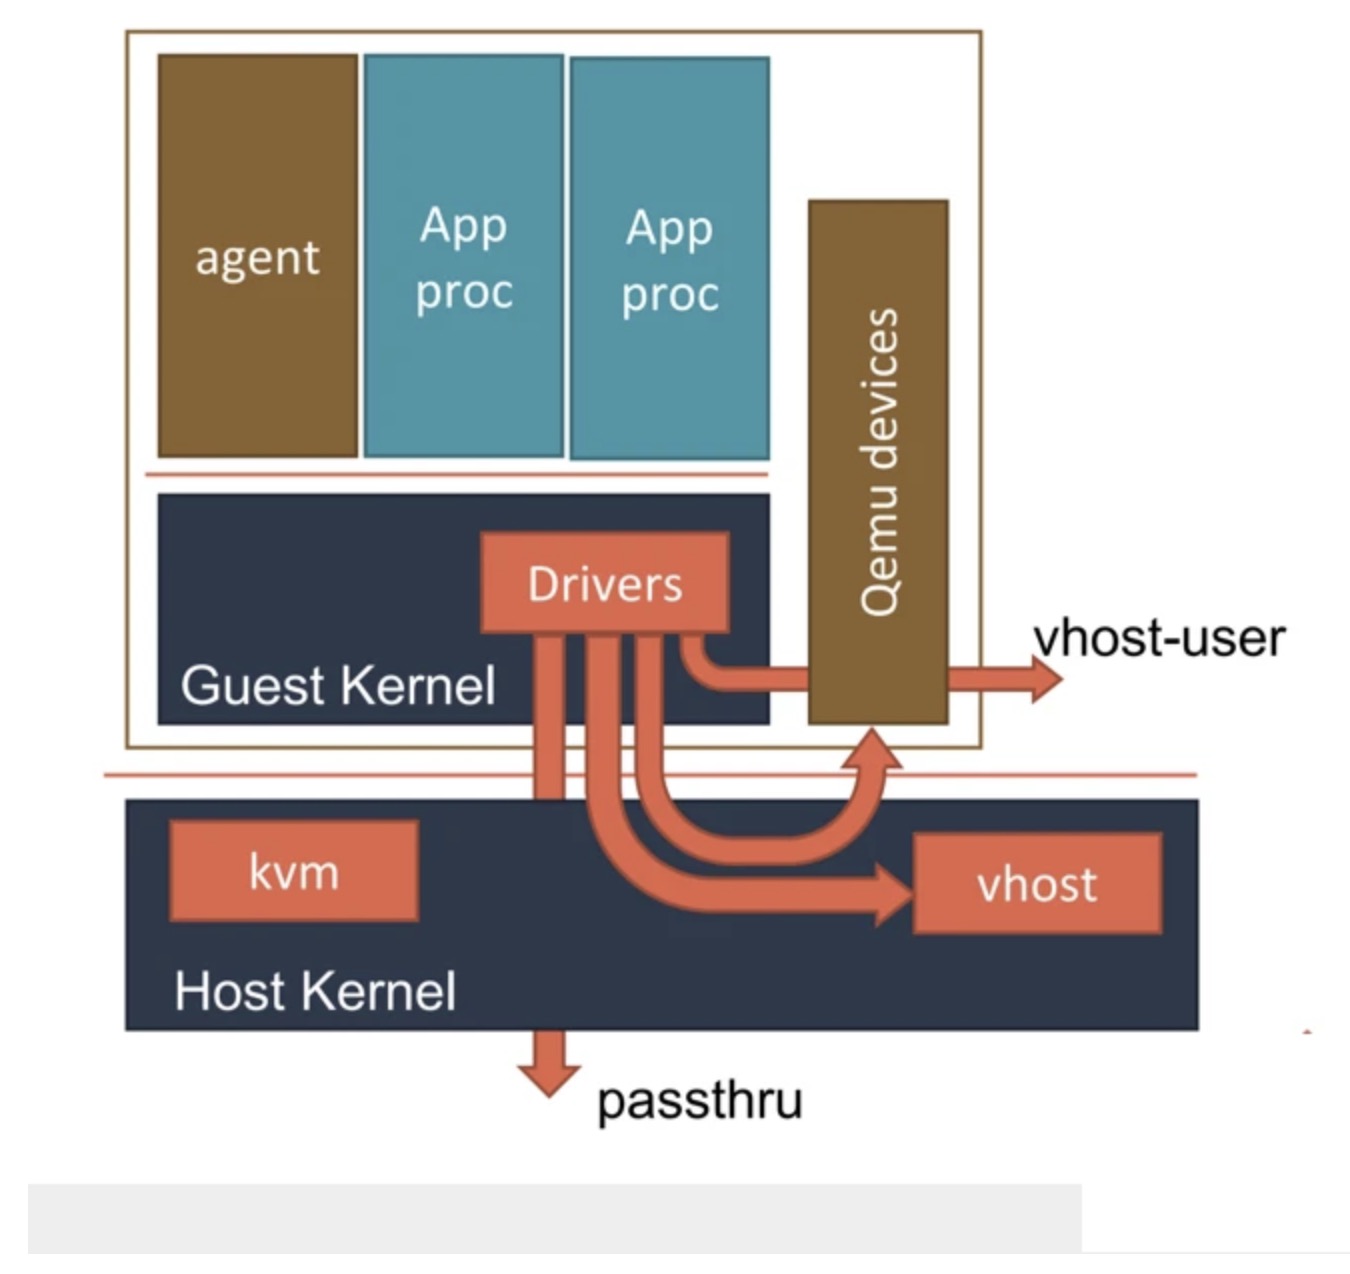 agent
App
proc
App
proc
Qemu devices
Drivers
Guest Kernel
vhost-user
kvm
vhost
Host Kernel
passthru